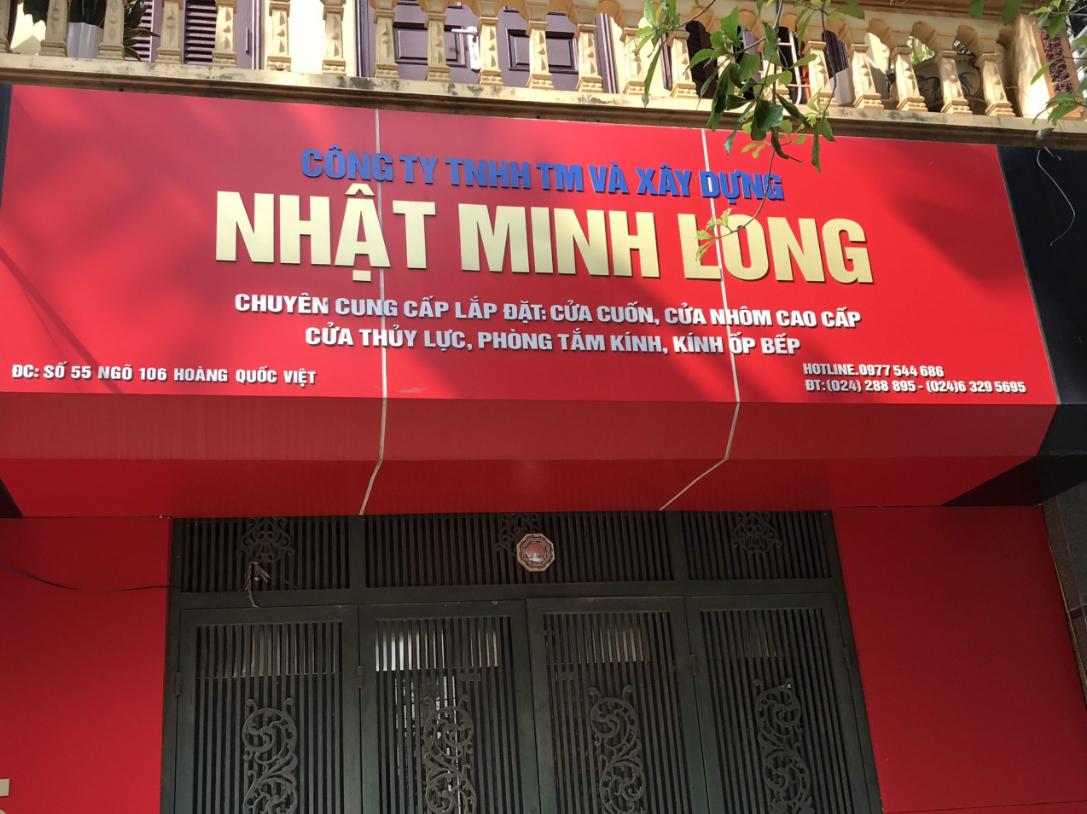 CÔNG TY TNHH TM VÀ XÂY DỰNG
NHẬT MINH LONG
CHUYÊN CUNG CẤP LẮP ĐẶT: CỬA CUỐN, CỬA NHÔM CAO CẤP
CỬA THỦY LỰC, PHÒNG TẮM KÍNH, KÍNH ỐP BẾP
ĐC: SỐ 55 NGÕ 106 HOÀNG QUỐC VIỆT
HOTLINE.0977 544 686
ĐT: (024) 288 895 - (024)6 329 5695